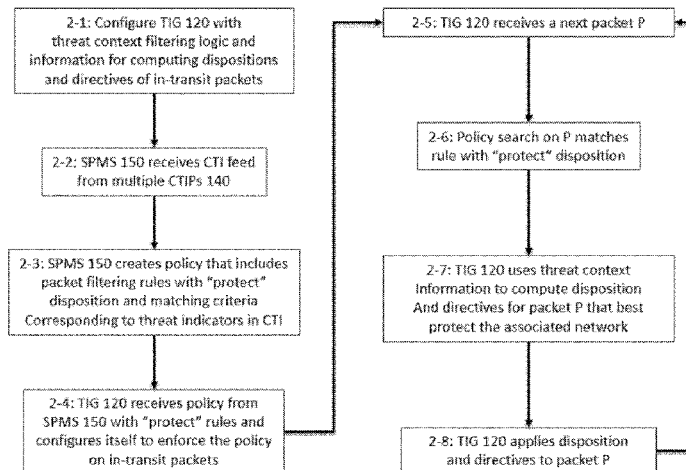 2-1: Configure TIG 120 with
threat context filtering logic and
information for computing dispositions
and directives of in-transit packets
2-2: SPMS 150 receives CTI feed
from multiple CTIPs 140
2-3: SPMS 150 creates policy that includes
packet filtering rules with "protect"
disposition and matching criteria
Corresponding to threat indicators in CTI
2-4: TIG 120 receives policy from
SPMS 150 with "protect" rules and
configures itself to enforce the policy
on in-transit packets
2-5: TIG 120 receives a next packet P
2-6: Policy search on P matches
rule with "protect" disposition
2-7: TIG 120 uses threat context
Information to compute disposition
And directives for packet P that best
protect the associated network
2-8: TIG 120 applies disposition
and directives to packet P